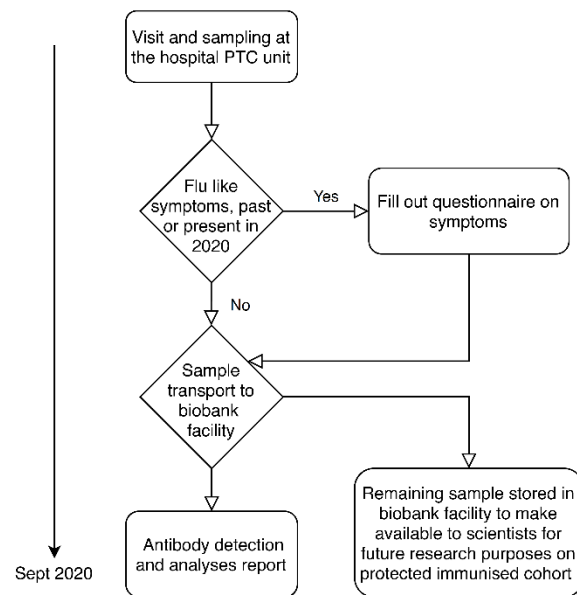 Visit and sampling at
the hospital PTC unit
Flu like
symptoms, past
or present in
2020
Yes
Fill out questionnaire on
symptoms
No
Sample
transport to
biobank
facility
Antibody detection
and analyses report
Remaining sample stored in
biobank facility to make
available to scientists for
future research purposes on
protected immunised cohort
Sept 2020